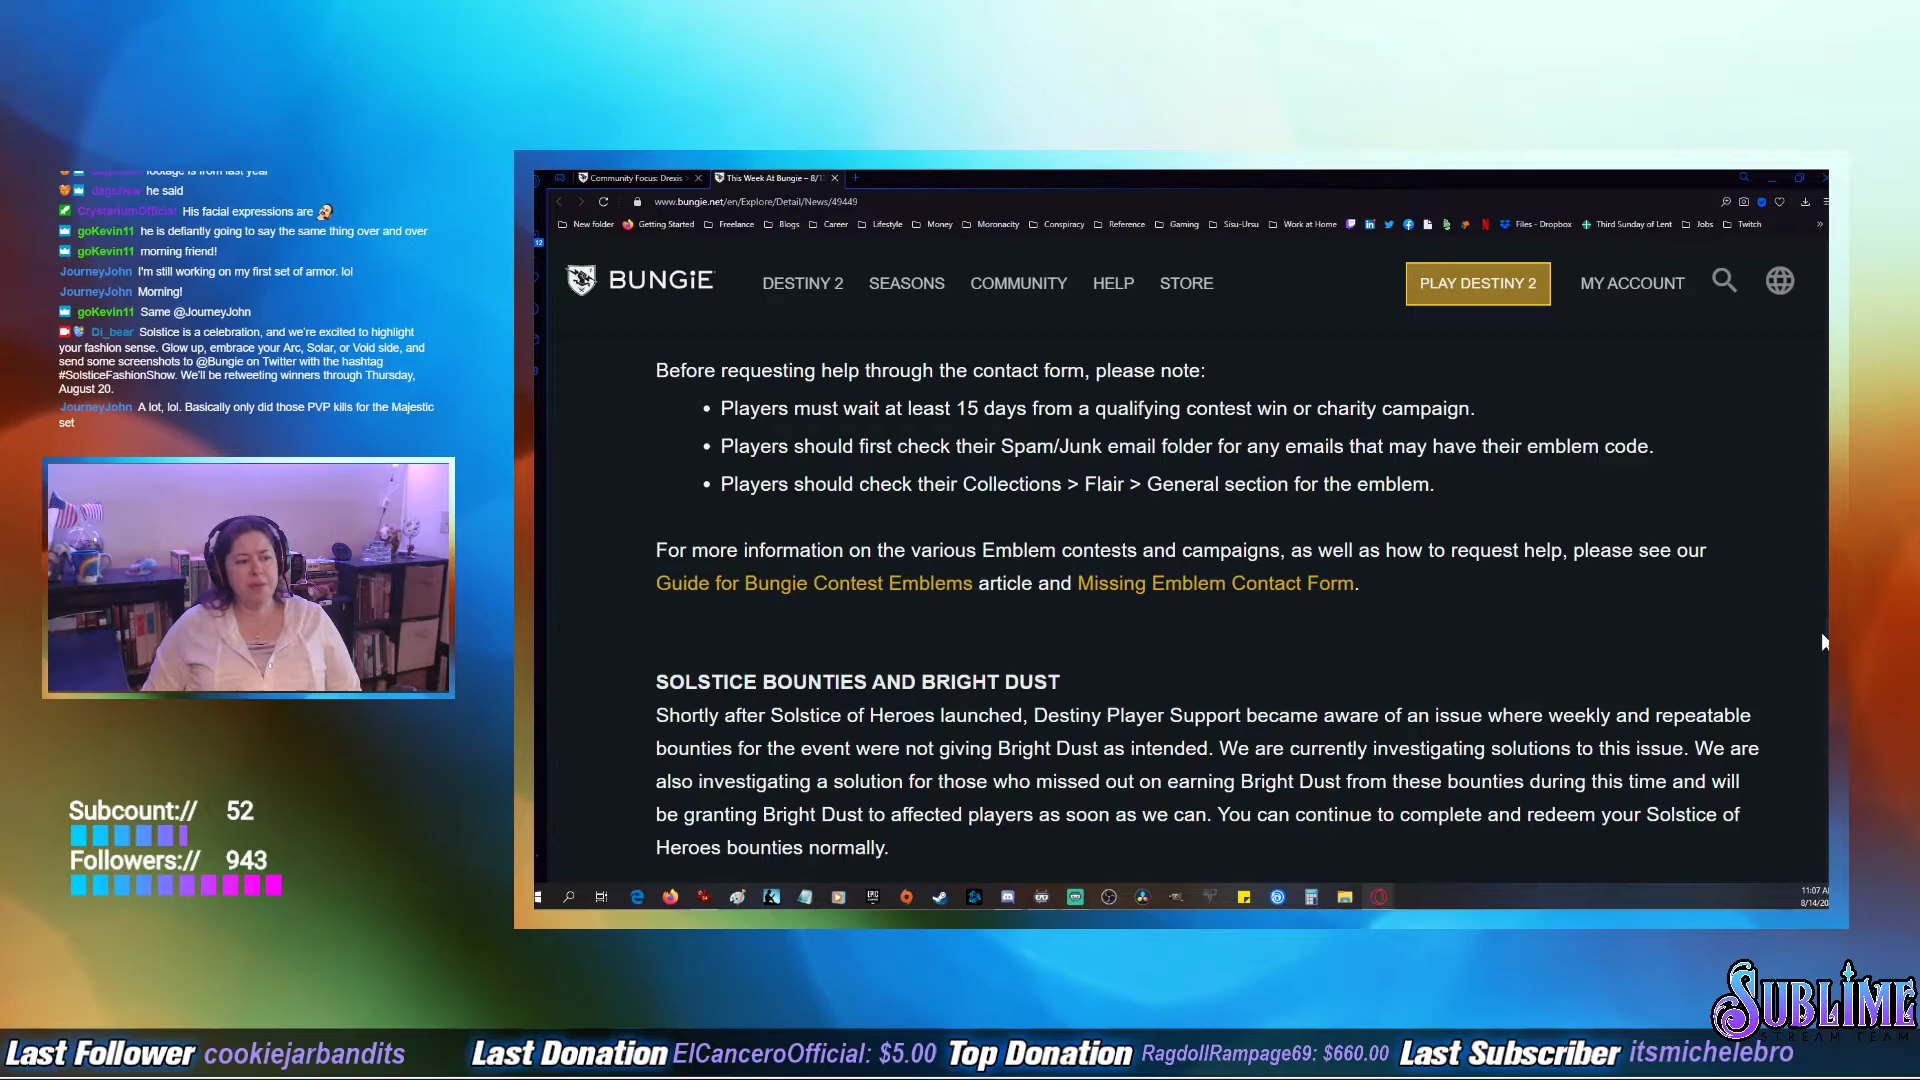 footage is from last year
dagsnew he said
CrystariumOfficial His facial expressions are
goKevin11 he is defiantly going to say the same thing over and over
goKevin11 morning friend!
JourneyJohn I'm still working on my first set of armor. lol
JourneyJohn Morning!
goKevin11 Same @JourneyJohn
Di_bear Solstice is a celebration, and we're excited to highlight
your fashion sense. Glow up, embrace your Arc, Solar, or Void side, and
send some screenshots to @Bungie on Twitter with the hashtag
#SolsticeFashionShow. We'll be retweeting winners through Thursday,
August 20.
JourneyJohn A lot, lol. Basically only did those PVP kills for the Majestic
set
Subcount:// 52
Followers:// 943
Community Focus: Drexis
This Week At Bungie – 8/1
www.bungie.net/en/Explore/Detail/News/49449
New folder Getting Started Freelance Blogs Career Lifestyle Money Moronacity Conspiracy Reference Gaming Sisu-Ursu Work at Home Files - Dropbox Third Sunday of Lent Jobs Twitch »
12
BUNGiE DESTINY 2 SEASONS COMMUNITY HELP STORE PLAY DESTINY 2 MY ACCOUNT
Before requesting help through the contact form, please note:
• Players must wait at least 15 days from a qualifying contest win or charity campaign.
• Players should first check their Spam/Junk email folder for any emails that may have their emblem code.
• Players should check their Collections > Flair > General section for the emblem.
For more information on the various Emblem contests and campaigns, as well as how to request help, please see our
Guide for Bungie Contest Emblems article and Missing Emblem Contact Form.
SOLSTICE BOUNTIES AND BRIGHT DUST
Shortly after Solstice of Heroes launched, Destiny Player Support became aware of an issue where weekly and repeatable
bounties for the event were not giving Bright Dust as intended. We are currently investigating solutions to this issue. We are
also investigating a solution for those who missed out on earning Bright Dust from these bounties during this time and will
be granting Bright Dust to affected players as soon as we can. You can continue to complete and redeem your Solstice of
Heroes bounties normally.
11:07 A
8/14/20
SUBLIME
STREAM TEAM
Last Follower cookiejarbandits Last Donation ElCanceroOfficial: $5.00 Top Donation RagdollRampage69: $660.00 Last Subscriber itsmichelebro